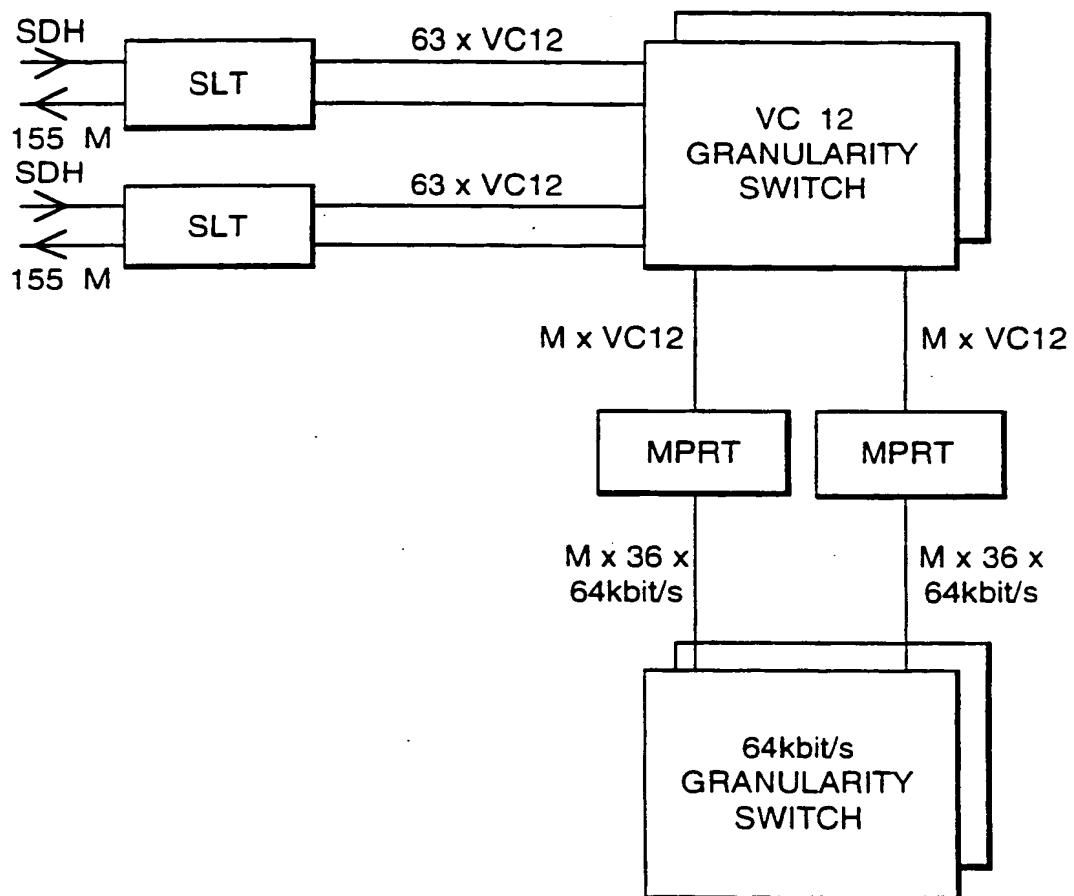 SDH
63 x VC12
SLT
155 M
SDH
63 x VC12
SLT
155 M
VC 12
GRANULARITY
SWITCH
M x VC12
M x VC12
MPRT
MPRT
M x 36 x
64kbit/s
M x 36 x
64kbit/s
64kbit/s
GRANULARITY
SWITCH